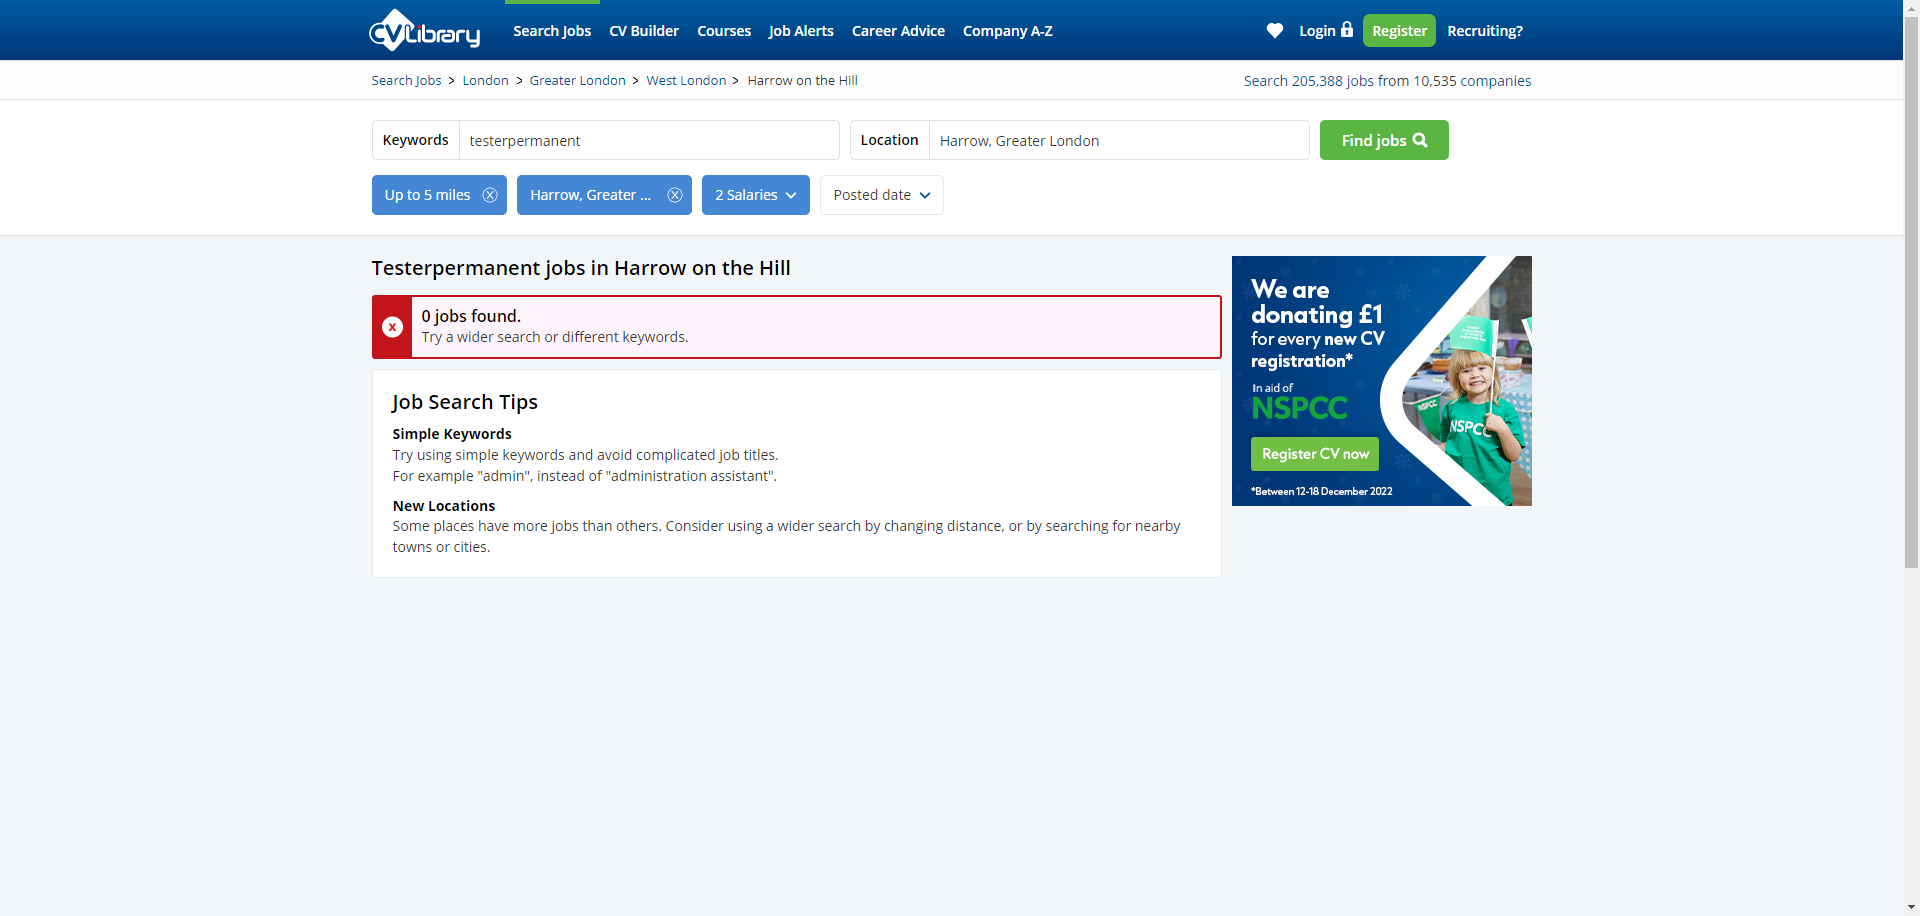 CVLibrary
Search Jobs CV Builder Courses Job Alerts Career Advice Company A-Z Login Register Recruiting?
Search Jobs > London > Greater London > West London > Harrow on the Hill
Search 205,388 jobs from 10,535 companies
Keywords testerpermanent Location Harrow, Greater London Find jobs
Up to 5 miles Harrow, Greater ... 2 Salaries Posted date
Testerpermanent jobs in Harrow on the Hill
0 jobs found.
Try a wider search or different keywords.
Job Search Tips
Simple Keywords
Try using simple keywords and avoid complicated job titles.
For example "admin", instead of "administration assistant".
New Locations
Some places have more jobs than others. Consider using a wider search by changing distance, or by searching for nearby
towns or cities.
We are
donating £1
for every new CV
registration*
In aid of
NSPCC
Register CV now
*Between 12-18 December 2022
NSPCC
NSPCC